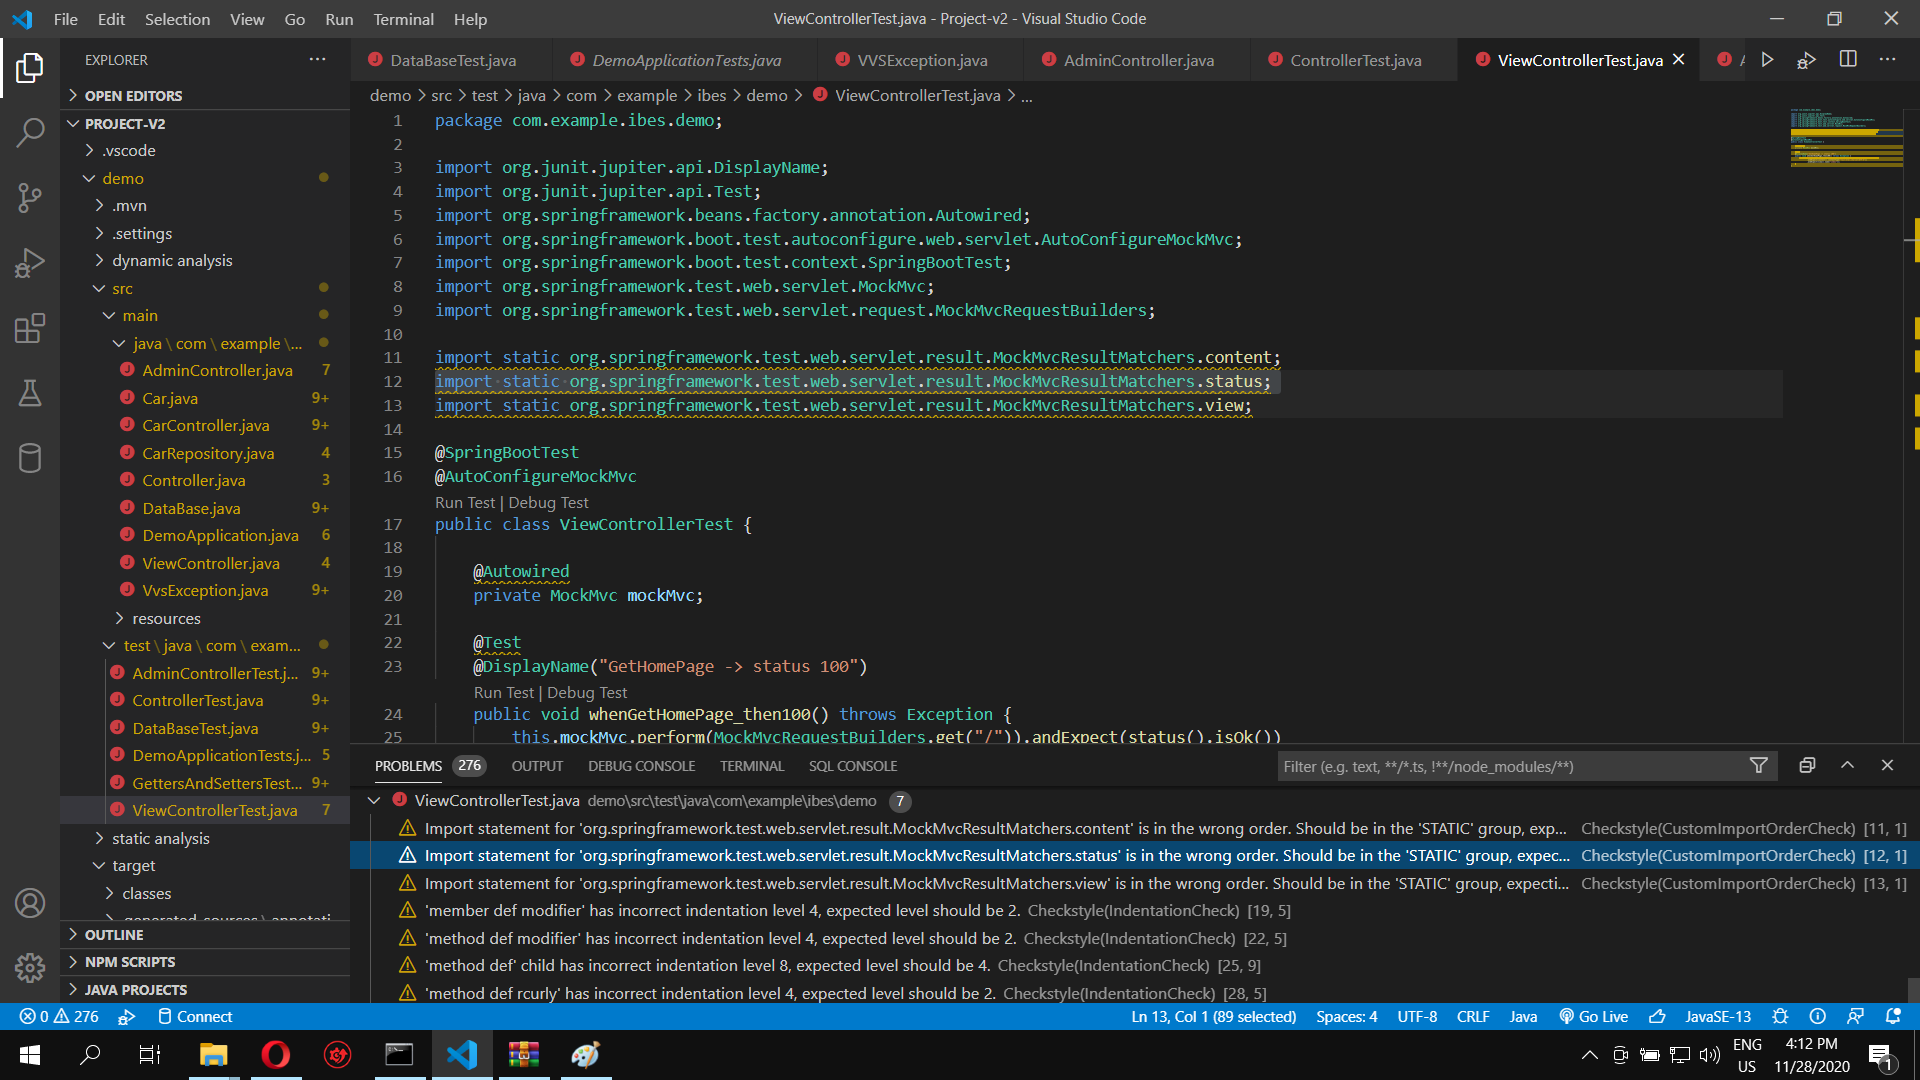 File Edit Selection View Go Run Terminal Help
ViewControllerTest.java - Project-v2 - Visual Studio Code
EXPLORER
OPEN EDITORS
PROJECT-V2
.vscode
demo
.mvn
.settings
dynamic analysis
src
main
java \ com \ example \...
AdminController.java 7
Car.java 9+
CarController.java 9+
CarRepository.java 4
Controller.java 3
DataBase.java 9+
DemoApplication.java 6
ViewController.java 4
VvsException.java 9+
resources
test \ java \ com \ exam...
AdminControllerTest.j... 9+
ControllerTest.java 9+
DataBaseTest.java 9+
DemoApplicationTests.j... 5
GettersAndSettersTest... 9+
ViewControllerTest.java 7
static analysis
target
classes
generated-sources \ annotati
OUTLINE
NPM SCRIPTS
JAVA PROJECTS
DataBaseTest.java DemoApplicationTests.java VVSException.java AdminController.java ControllerTest.java ViewControllerTest.java
demo > src > test > java > com > example > ibes > demo > ViewControllerTest.java > ...
1 package com.example.ibes.demo;
2
3 import org.junit.jupiter.api.DisplayName;
4 import org.junit.jupiter.api.Test;
5 import org.springframework.beans.factory.annotation.Autowired;
6 import org.springframework.boot.test.autoconfigure.web.servlet.AutoConfigureMockMvc;
7 import org.springframework.boot.test.context.SpringBootTest;
8 import org.springframework.test.web.servlet.MockMvc;
9 import org.springframework.test.web.servlet.request.MockMvcRequestBuilders;
10
11 import static org.springframework.test.web.servlet.result.MockMvcResultMatchers.content;
12 import static org.springframework.test.web.servlet.result.MockMvcResultMatchers.status;
13 import static org.springframework.test.web.servlet.result.MockMvcResultMatchers.view;
14
15 @SpringBootTest
16 @AutoConfigureMockMvc
Run Test | Debug Test
17 public class ViewControllerTest {
18
19 @Autowired
20 private MockMvc mockMvc;
21
22 @Test
23 @DisplayName("GetHomePage -> status 100")
Run Test | Debug Test
24 public void whenGetHomePage_then100() throws Exception {
25 this.mockMvc.perform(MockMvcRequestBuilders.get("/")).andExpect(status().isOk())
PROBLEMS 276 OUTPUT DEBUG CONSOLE TERMINAL SQL CONSOLE
Filter (e.g. text, **/*.ts, !**/node_modules/**)
ViewControllerTest.java demo\src\test\java\com\example\ibes\demo 7
Import statement for 'org.springframework.test.web.servlet.result.MockMvcResultMatchers.content' is in the wrong order. Should be in the 'STATIC' group, exp... Checkstyle(CustomImportOrderCheck) [11, 1]
Import statement for 'org.springframework.test.web.servlet.result.MockMvcResultMatchers.status' is in the wrong order. Should be in the 'STATIC' group, expec... Checkstyle(CustomImportOrderCheck) [12, 1]
Import statement for 'org.springframework.test.web.servlet.result.MockMvcResultMatchers.view' is in the wrong order. Should be in the 'STATIC' group, expecti... Checkstyle(CustomImportOrderCheck) [13, 1]
'member def modifier' has incorrect indentation level 4, expected level should be 2. Checkstyle(IndentationCheck) [19, 5]
'method def modifier' has incorrect indentation level 4, expected level should be 2. Checkstyle(IndentationCheck) [22, 5]
'method def' child has incorrect indentation level 8, expected level should be 4. Checkstyle(IndentationCheck) [25, 9]
'method def rcurly' has incorrect indentation level 4, expected level should be 2. Checkstyle(IndentationCheck) [28, 5]
0 276 Connect
Ln 13, Col 1 (89 selected) Spaces: 4 UTF-8 CRLF Java Go Live JavaSE-13
ENG
US
4:12 PM
11/28/2020
1